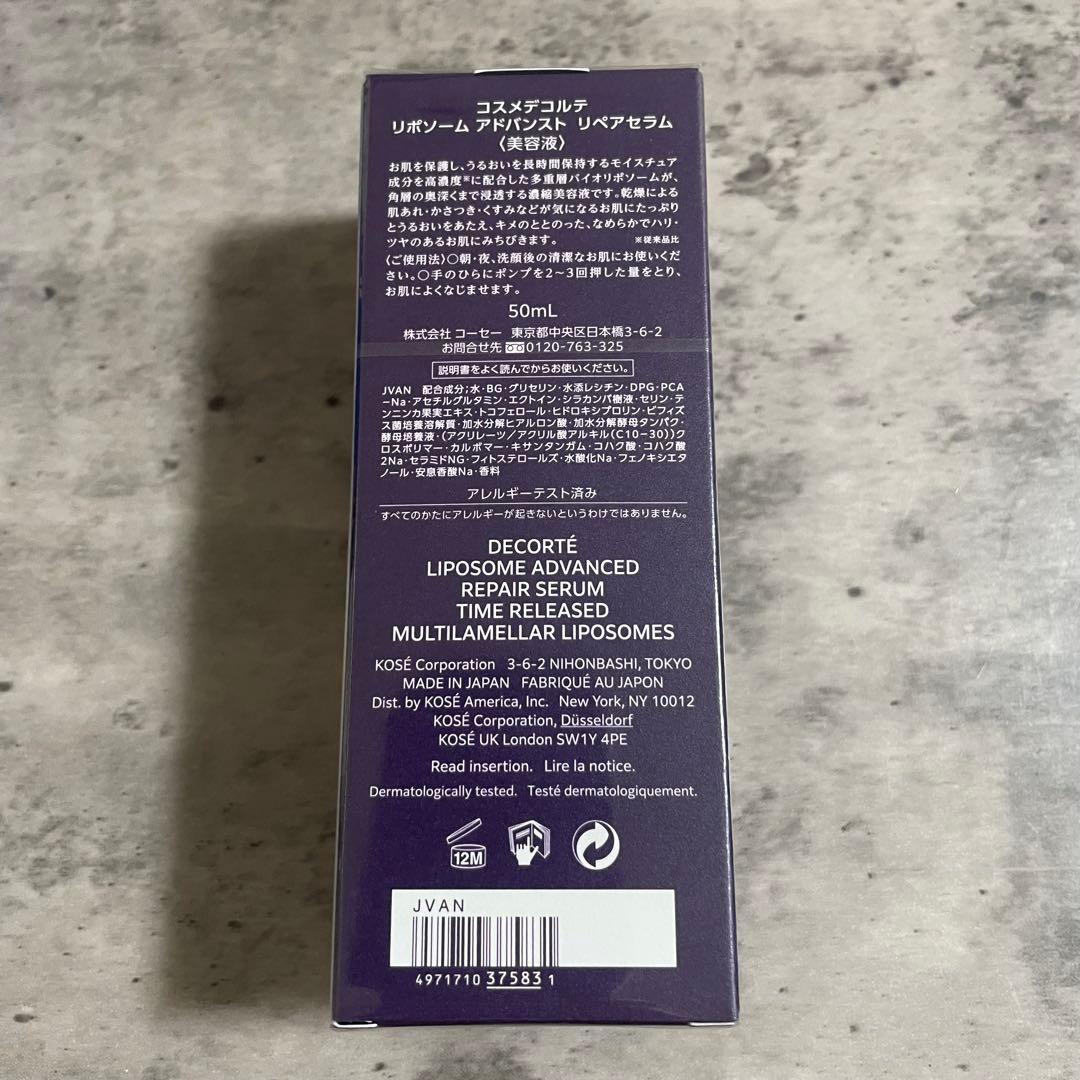 コスメデコルテ
リポソーム アドバンスト リペアセラム
〈美容液〉
お肌を保護し、うるおいを長時間保持するモイスチュア
成分を高濃度※に配合した多重層バイオリポソームが、
角層の奥深くまで浸透する濃縮美容液です。乾燥による
肌あれ・かさつき・くすみなどが気になるお肌にたっぷり
とうるおいをあたえ、キメのととのった、なめらかでハリ・
ツヤのあるお肌にみちびきます。 ※従来品比
〈ご使用法〉○朝・夜、洗顔後の清潔なお肌にお使いくだ
さい。○手のひらにポンプを2〜3回押した量をとり、
お肌によくなじませます。
50mL
株式会社 コーセー 東京都中央区日本橋3-6-2
お問合せ先 0120-763-325
説明書をよく読んでからお使いください。
JVAN 配合成分;水・BG・グリセリン・水添レシチン・DPG・PCA
-Na・アセチルグルタミン・エクトイン・シラカンバ樹液・セリン・テ
ンニンカ果実エキス・トコフェロール・ヒドロキシプロリン・ビフィズ
ス菌培養溶解質・加水分解ヒアルロン酸・加水分解酵母タンパク・
酵母培養液・(アクリレーツ/アクリル酸アルキル(C10-30))ク
ロスポリマー・カルボマー・キサンタンガム・コハク酸・コハク酸
2Na・セラミドNG・フィトステロールズ・水酸化Na・フェノキシエタ
ノール・安息香酸Na・香料
アレルギーテスト済み
すべてのかたにアレルギーが起きないというわけではありません。
DECORTÉ
LIPOSOME ADVANCED
REPAIR SERUM
TIME RELEASED
MULTILAMELLAR LIPOSOMES
KOSÉ Corporation 3-6-2 NIHONBASHI, TOKYO
MADE IN JAPAN FABRIQUÉ AU JAPON
Dist. by KOSÉ America, Inc. New York, NY 10012
KOSÉ Corporation, Düsseldorf
KOSÉ UK London SW1Y 4PE
Read insertion. Lire la notice.
Dermatologically tested. Testé dermatologiquement.
12M
JVAN
4971710 37583 1